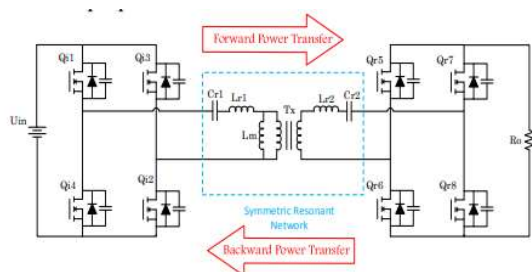 Forward Power Transfer
Qi1
Qi3
Qr5
Qr7
Cr1
Lr1
Tx
Lr2
Cr2
Uin
Lm
Ro
Qi4
Qi2
Qr6
Qr8
Symmetric Resonant
Network
Backward Power Transfer